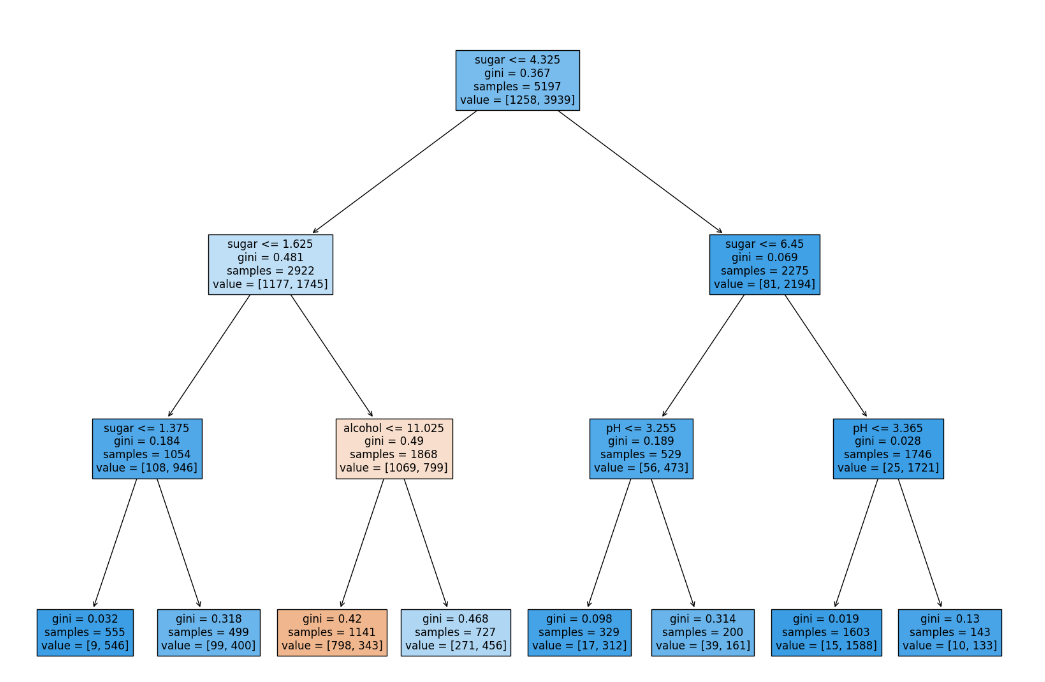 sugar <= 4.325
gini = 0.367
samples = 5197
value = [1258, 3939]
sugar <= 1.625
gini = 0.481
samples = 2922
value = [1177, 1745]
sugar <= 6.45
gini = 0.069
samples = 2275
value = [81, 2194]
sugar <= 1.375
gini = 0.184
samples = 1054
value = [108, 946]
alcohol <= 11.025
gini = 0.49
samples = 1868
value = [1069, 799]
pH <= 3.255
gini = 0.189
samples = 529
value = [56, 473]
pH <= 3.365
gini = 0.028
samples = 1746
value = [25, 1721]
gini = 0.032
samples = 555
value = [9, 546]
gini = 0.318
samples = 499
value = [99, 400]
gini = 0.42
samples = 1141
value = [798, 343]
gini = 0.468
samples = 727
value = [271, 456]
gini = 0.098
samples = 329
value = [17, 312]
gini = 0.314
samples = 200
value = [39, 161]
gini = 0.019
samples = 1603
value = [15, 1588]
gini = 0.13
samples = 143
value = [10, 133]